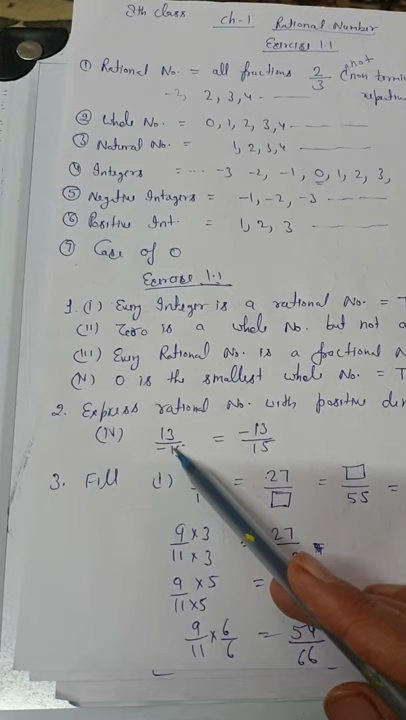 8th class Ch-1 Rational Number
Exercise 1.1
① Rational No. = all fractions 2/3 (non termin
not
-2, 2, 3, 4 -----
② Whole No. = 0, 1, 2, 3, 4 --------
③ Natural No. = 1, 2, 3, 4 --------
④ Integers = --- -3 -2, -1, 0, 1, 2, 3,
⑤ Negative Integers = -1, -2, -3 -------
⑥ Positive Int. = 1, 2, 3 --------
⑦ Case of 0
Exercise 1.1
1. (i) Every Integer is a rational No. = T
(ii) Zero is a whole No. but not a
(iii) Every Rational No. is a fractional N
(iv) 0 is the smallest whole No. = T
2. Express rational No. with positive
(iv) 13/ = -13/15
3. Fill (i) = 27/□ = □/55 =
9×3/11×3 = 27/
9×5/11×5 =
9/11 × 6/6 = 54/66